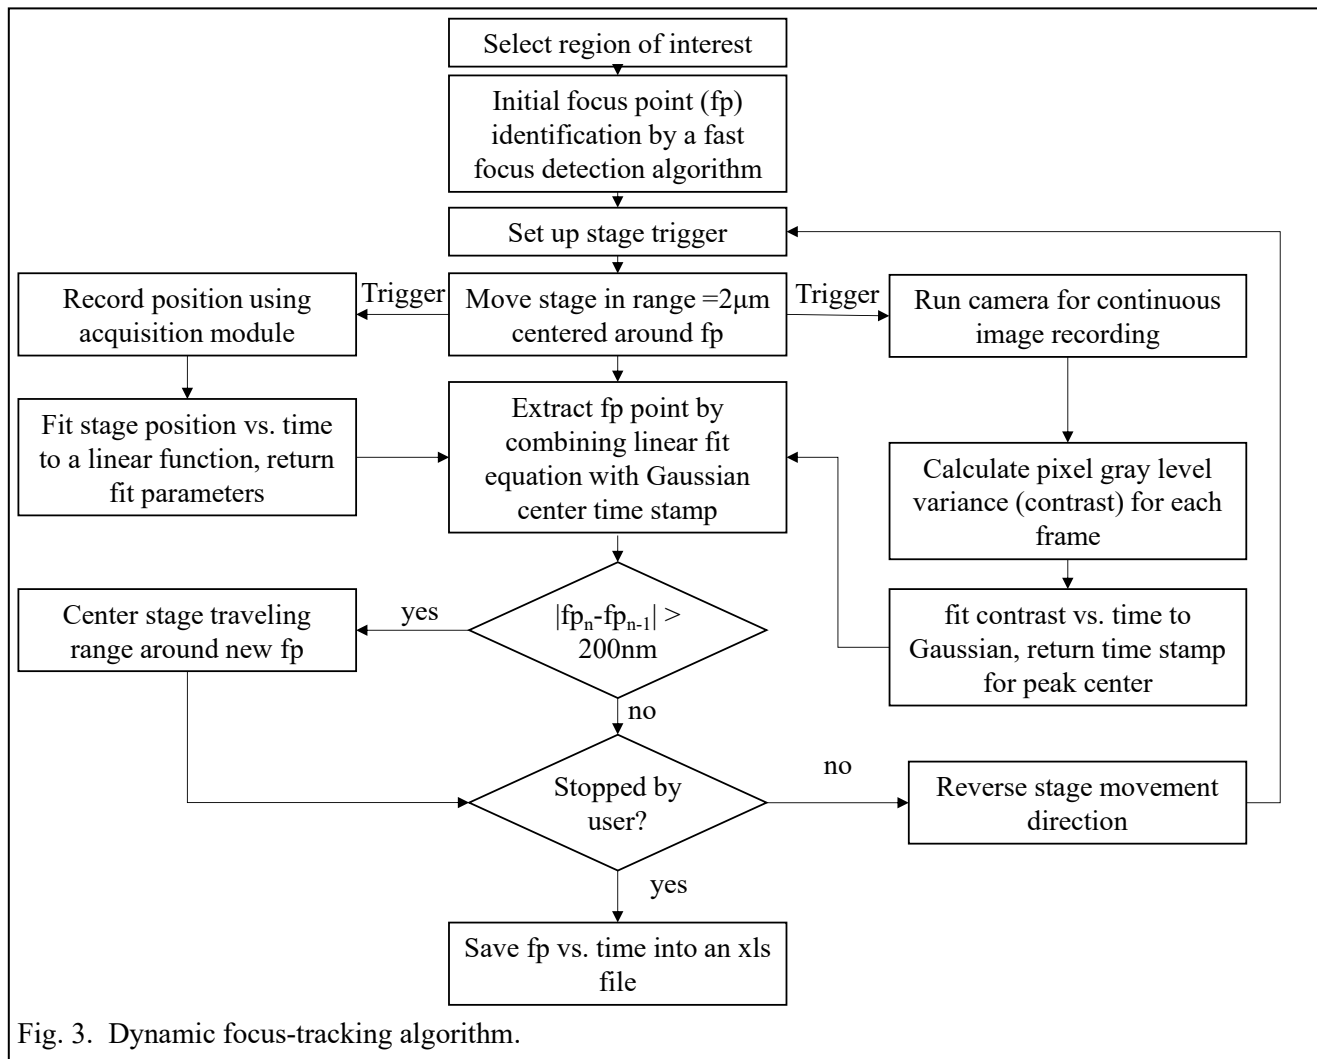 Select region of interest
Initial focus point (fp)
identification by a fast
focus detection algorithm
Set up stage trigger
Record position using
acquisition module
Trigger
Move stage in range =2μm
centered around fp
Trigger
Run camera for continuous
image recording
Fit stage position vs. time
to a linear function, return
fit parameters
Extract fp point by
combining linear fit
equation with Gaussian
center time stamp
Calculate pixel gray level
variance (contrast) for each
frame
Center stage traveling
range around new fp
yes
|fpn-fpn-1| >
200nm
fit contrast vs. time to
Gaussian, return time stamp
for peak center
no
Stopped by
user?
no
Reverse stage movement
direction
yes
Save fp vs. time into an xls
file
Fig. 3.  Dynamic focus-tracking algorithm.